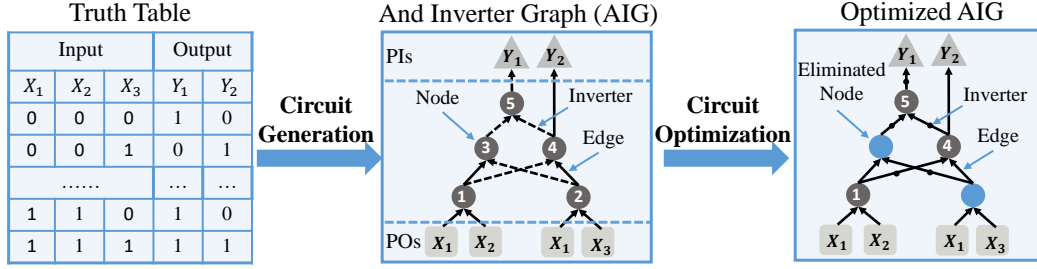 Truth Table
Input Output
X₁ X₂ X₃ Y₁ Y₂
0 0 0 1 0
0 0 1 0 1
...... ... ...
1 1 0 1 0
1 1 1 1 1
Circuit
Generation
And Inverter Graph (AIG)
PIs
Y₁ Y₂
Node
5
Inverter
3 4
Edge
1 2
POs
X₁ X₂ X₁ X₃
Circuit
Optimization
Optimized AIG
Y₁ Y₂
Eliminated
Node
5
Inverter
4
Edge
1
X₁ X₂ X₁ X₃